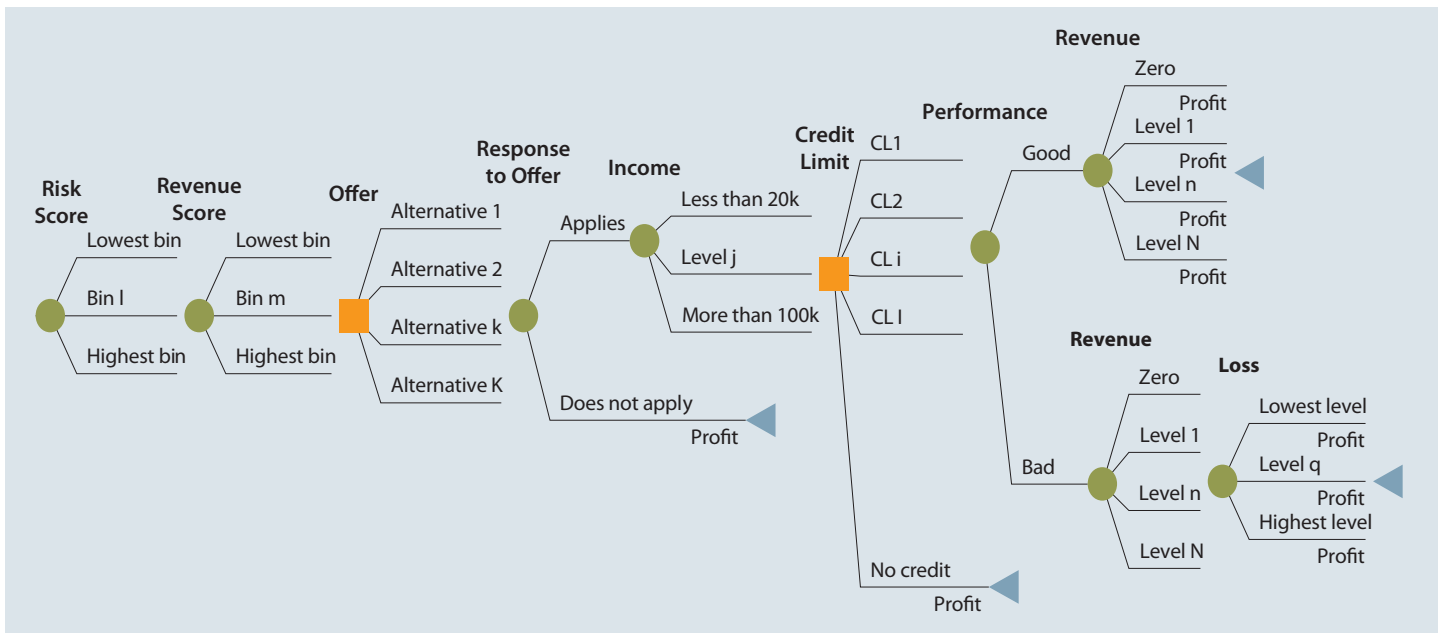 Risk
Score
Lowest bin
Bin l
Highest bin
Revenue
Score
Lowest bin
Bin m
Highest bin
Offer
Alternative 1
Alternative 2
Alternative k
Alternative K
Response
to Offer
Applies
Does not apply
Profit
Income
Less than 20k
Level j
More than 100k
Credit
Limit
CL1
CL2
CL i
CL I
No credit
Profit
Performance
Good
Bad
Revenue
Zero
Profit
Level 1
Profit
Level n
Profit
Level N
Profit
Revenue
Zero
Level 1
Level n
Level N
Loss
Lowest level
Profit
Level q
Profit
Highest level
Profit